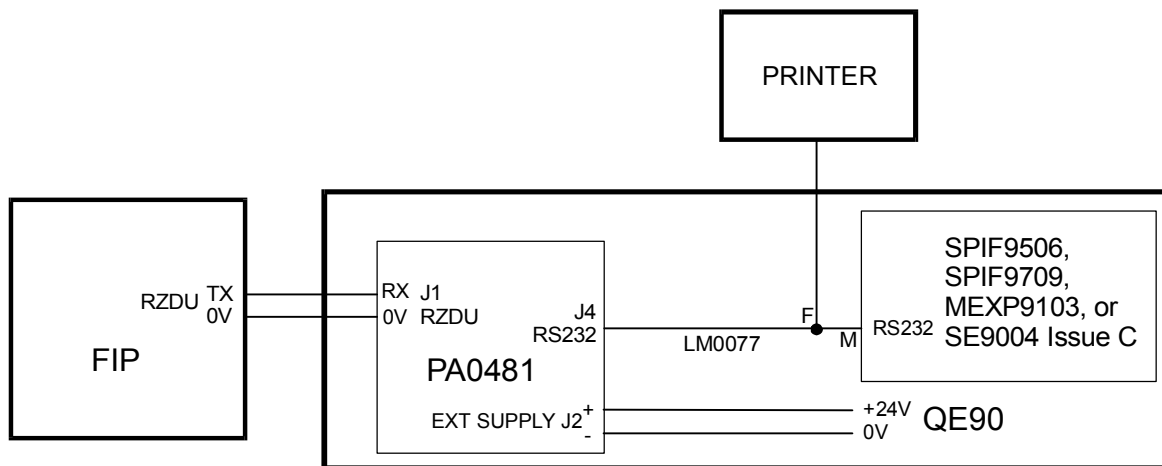 PRINTER
RZDU TX
0V
FIP
RX J1
0V RZDU
J4
RS232
PA0481
EXT SUPPLY J2 +
-
LM0077
F
M
RS232
SPIF9506,
SPIF9709,
MEXP9103, or
SE9004 Issue C
+24V
0V
QE90